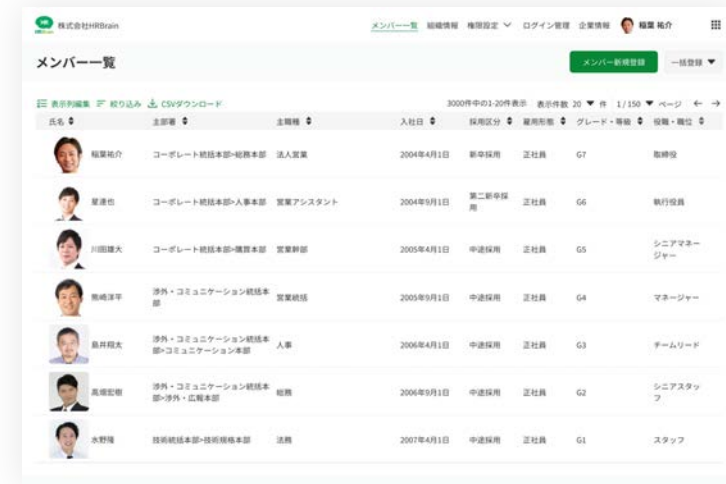 HR
HRBrain
株式会社HRBrain
メンバー一覧 組織情報 権限設定 ログイン管理 企業情報 稲葉 祐介
メンバー一覧
メンバー新規登録 一括登録
表示列編集 絞り込み CSVダウンロード 3000件中の1-20件表示 表示件数 20 件 1/150 ページ
氏名 主部署 主職種 入社日 採用区分 雇用形態 グレード・等級 役職・職位
稲葉祐介 コーポレート統括本部>総務本部 法人営業 2004年4月1日 新卒採用 正社員 G7 取締役
星達也 コーポレート統括本部>人事本部 営業アシスタント 2004年9月1日 第二新卒採
用 正社員 G6 執行役員
川田雄大 コーポレート統括本部>購買本部 営業幹部 2005年4月1日 中途採用 正社員 G5 シニアマネー
ジャー
熊崎洋平 渉外・コミュニケーション統括本
部 営業統括 2005年9月1日 中途採用 正社員 G4 マネージャー
島井翔太 渉外・コミュニケーション統括本
部>コミュニケーション本部 人事 2006年4月1日 中途採用 正社員 G3 チームリード
高畑宏樹 渉外・コミュニケーション統括本
部>渉外・広報本部 総務 2006年9月1日 中途採用 正社員 G2 シニアスタッ
フ
水野隆 技術統括本部>技術規格本部 法務 2007年4月1日 中途採用 正社員 G1 スタッフ